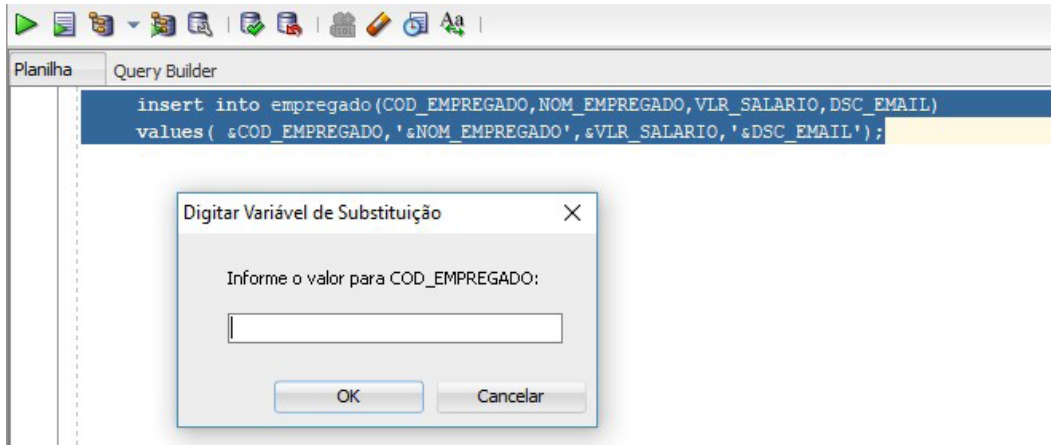 Aa
Planilha
Query Builder
insert into empregado(COD_EMPREGADO,NOM_EMPREGADO,VLR_SALARIO,DSC_EMAIL)
values( &COD_EMPREGADO,'&NOM_EMPREGADO',&VLR_SALARIO,'&DSC_EMAIL');
Digitar Variável de Substituição
Informe o valor para COD_EMPREGADO:
OK
Cancelar